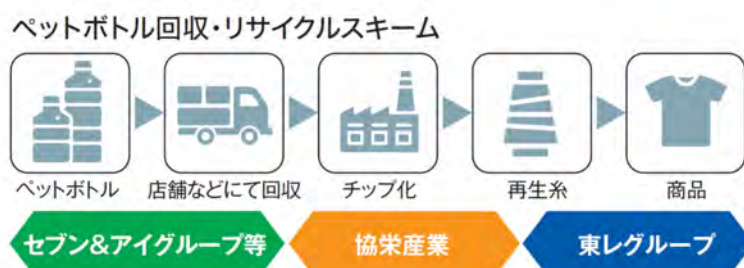 ペットボトル回収・リサイクルスキーム
ペットボトル
店舗などにて回収
チップ化
再生糸
商品
セブン&アイグループ等
協栄産業
東レグループ